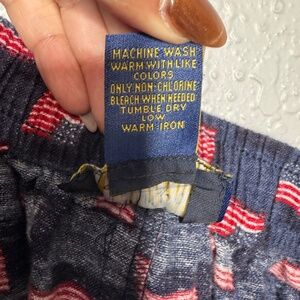 MACHINE WASH
WARM WITH LIKE
COLORS
ONLY NON-CHLORINE
BLEACH WHEN NEEDED
TUMBLE DRY
LOW
WARM IRON